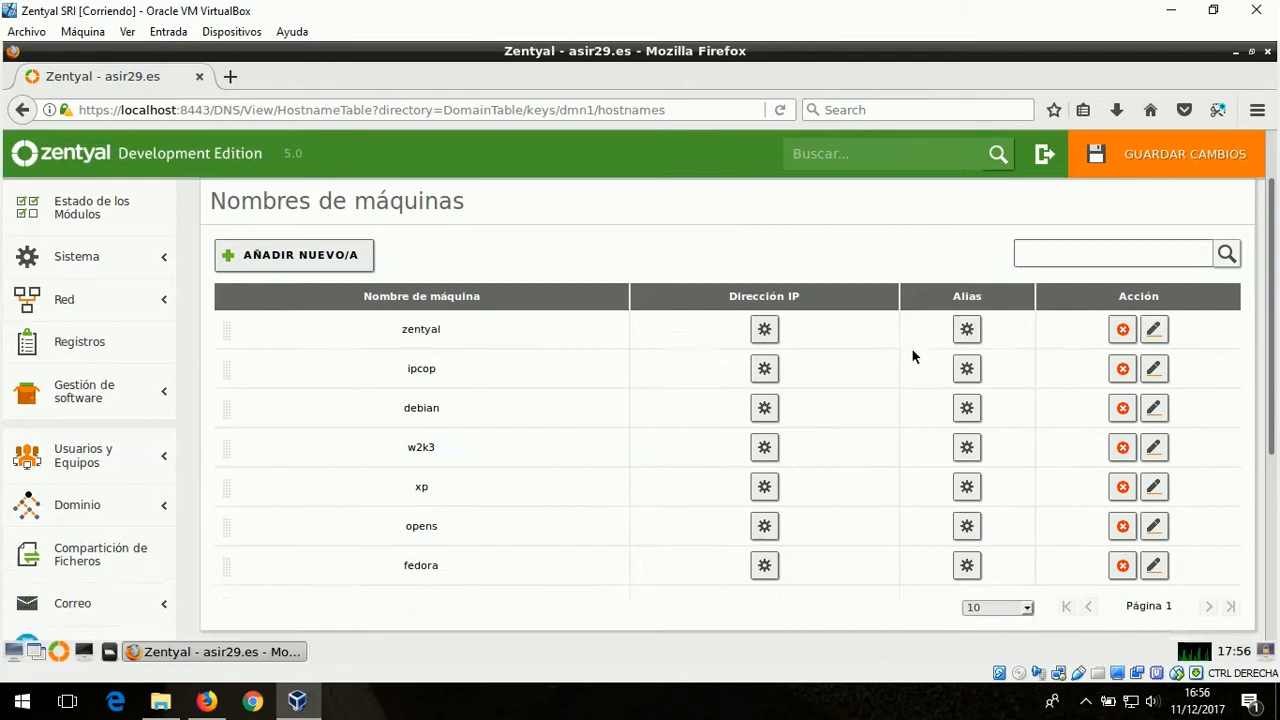 Zentyal SRI [Corriendo] - Oracle VM VirtualBox
Archivo Máquina Ver Entrada Dispositivos Ayuda
Zentyal - asir29.es - Mozilla Firefox
Zentyal - asir29.es
https://localhost:8443/DNS/View/HostnameTable?directory=DomainTable/keys/dmn1/hostnames
Search
zentyal Development Edition 5.0
Buscar...
GUARDAR CAMBIOS
Estado de los
Módulos
Sistema
Red
Registros
Gestión de
software
Usuarios y
Equipos
Dominio
Compartición de
Ficheros
Correo
Nombres de máquinas
AÑADIR NUEVO/A
Nombre de máquina Dirección IP Alias Acción
zentyal
ipcop
debian
w2k3
xp
opens
fedora
10 Página 1
Zentyal - asir29.es - Mo...
17:56
CTRL DERECHA
16:56
11/12/2017
1